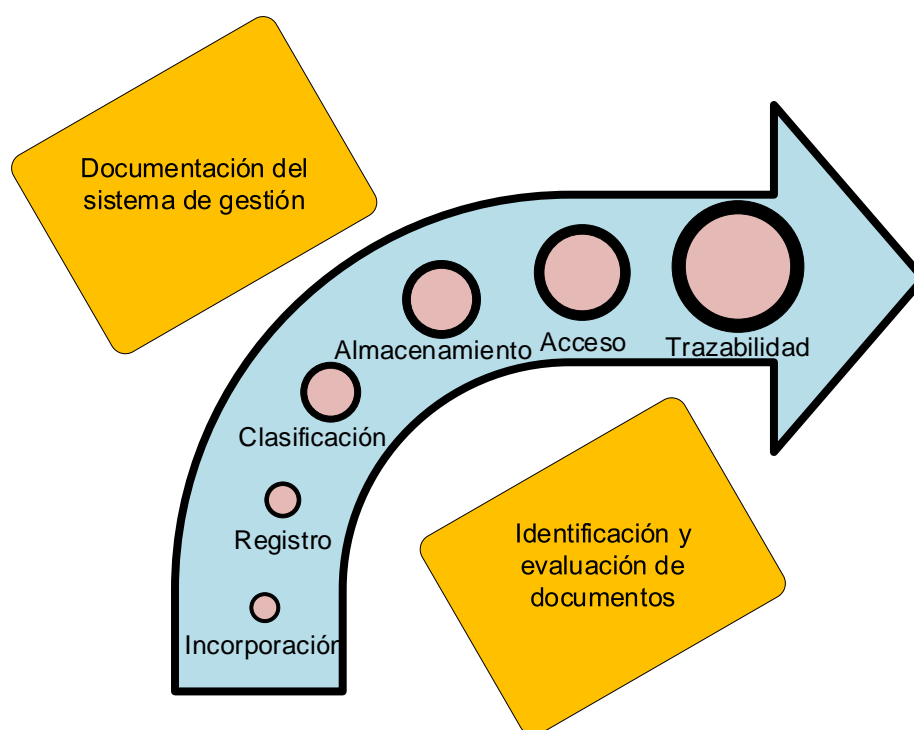 Documentación del
sistema de gestión
Almacenamiento
Acceso
Trazabilidad
Clasificación
Registro
Incorporación
Identificación y
evaluación de
documentos